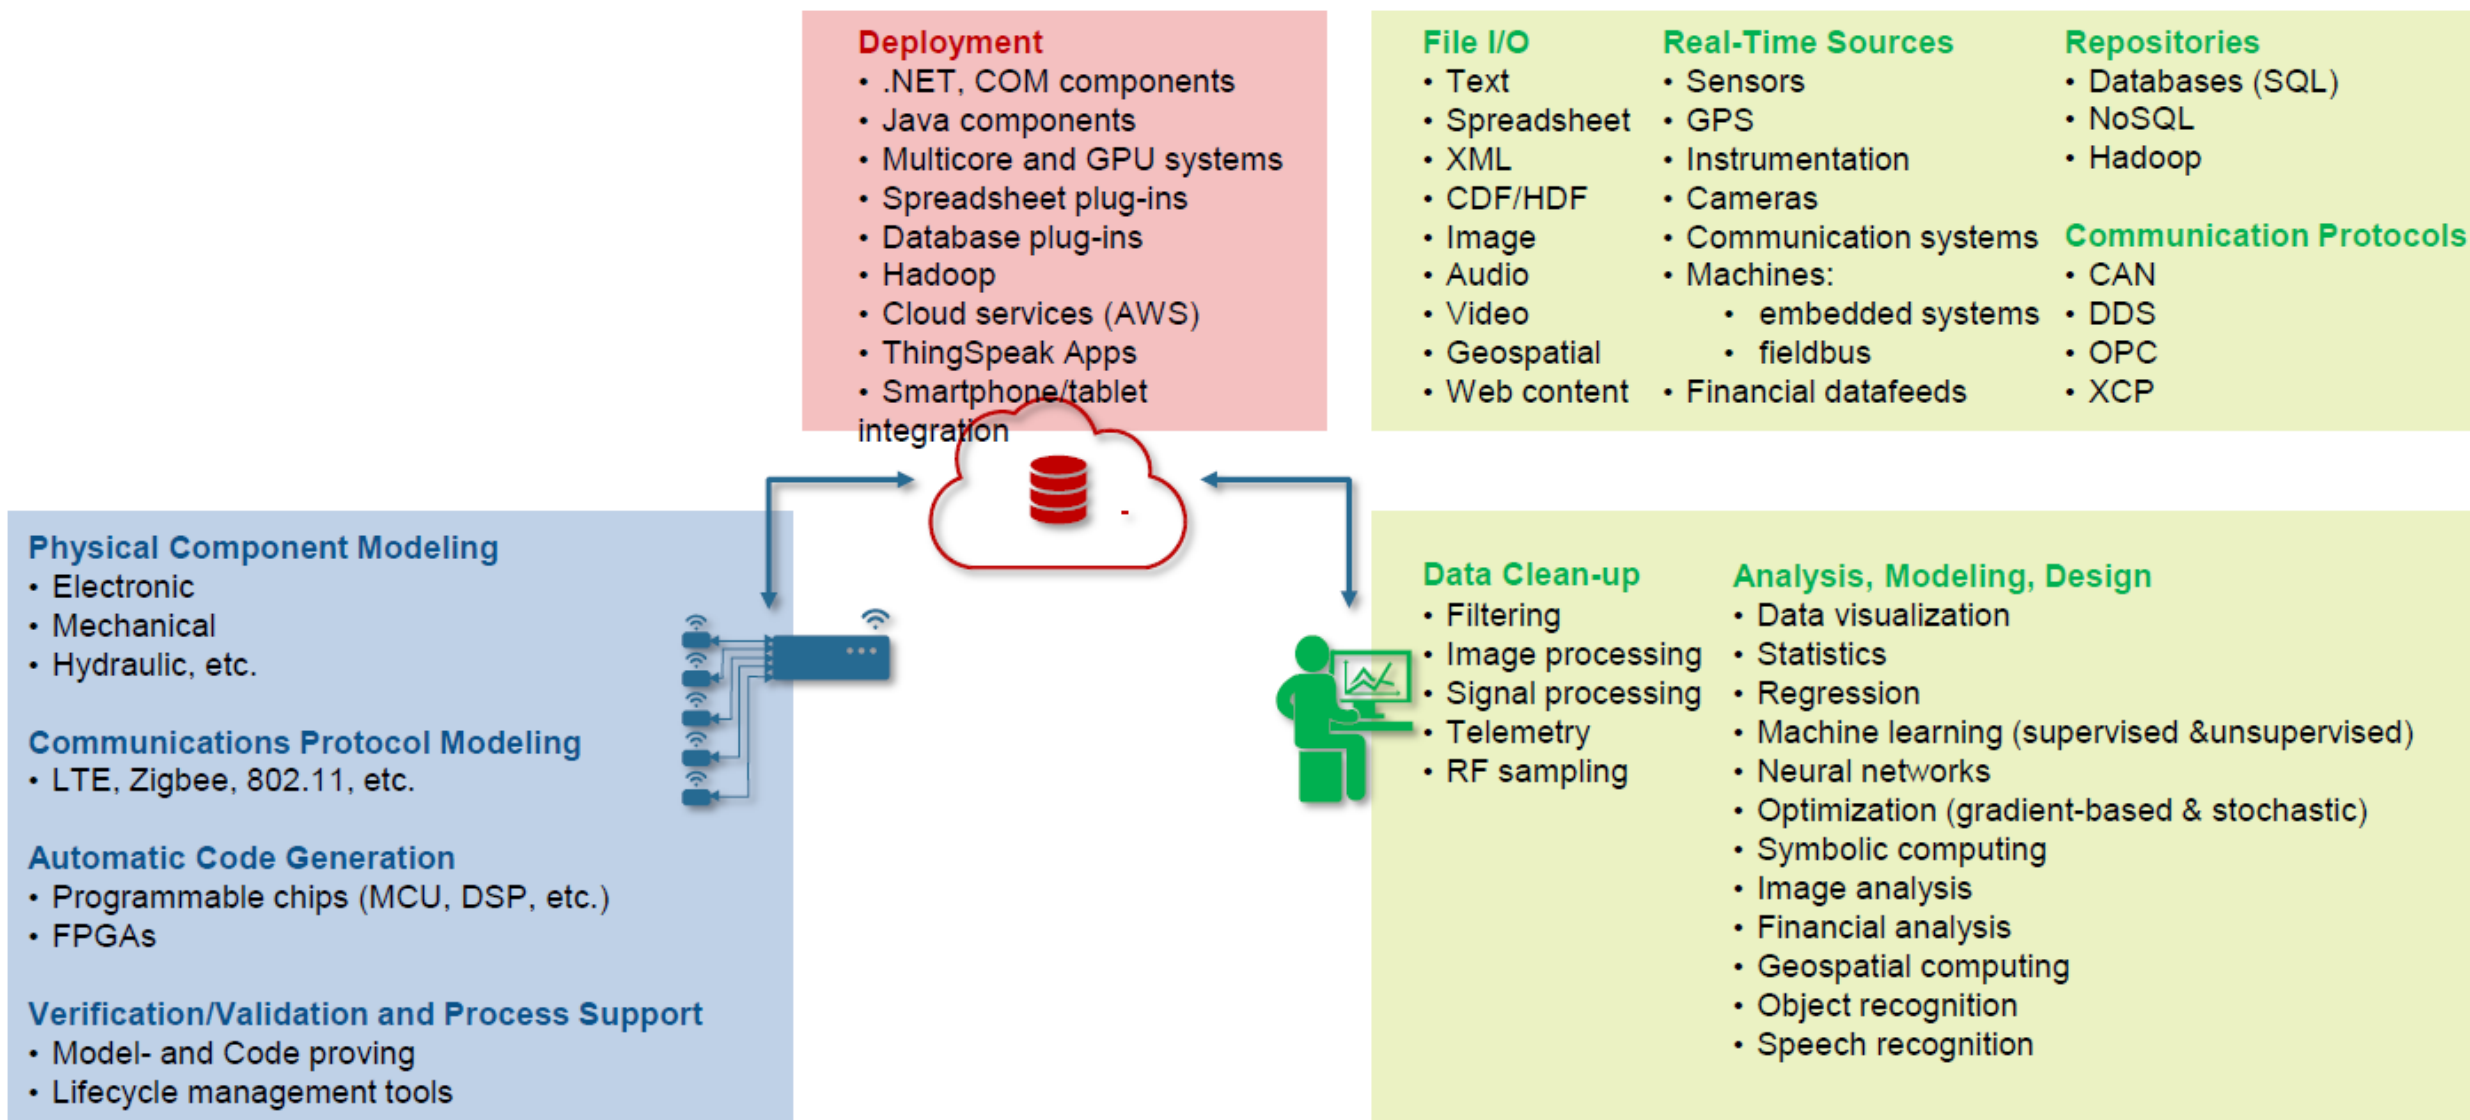 Deployment
• .NET, COM components
• Java components
• Multicore and GPU systems
• Spreadsheet plug-ins
• Database plug-ins
• Hadoop
• Cloud services (AWS)
• ThingSpeak Apps
• Smartphone/tablet
integration
File I/O
• Text
• Spreadsheet
• XML
• CDF/HDF
• Image
• Audio
• Video
• Geospatial
• Web content
Real-Time Sources
• Sensors
• GPS
• Instrumentation
• Cameras
• Communication systems
• Machines:
• embedded systems
• fieldbus
• Financial datafeeds
Repositories
• Databases (SQL)
• NoSQL
• Hadoop
Communication Protocols
• CAN
• DDS
• OPC
• XCP
Physical Component Modeling
• Electronic
• Mechanical
• Hydraulic, etc.
Communications Protocol Modeling
• LTE, Zigbee, 802.11, etc.
Automatic Code Generation
• Programmable chips (MCU, DSP, etc.)
• FPGAs
Verification/Validation and Process Support
• Model- and Code proving
• Lifecycle management tools
-
Data Clean-up
• Filtering
• Image processing
• Signal processing
• Telemetry
• RF sampling
Analysis, Modeling, Design
• Data visualization
• Statistics
• Regression
• Machine learning (supervised &unsupervised)
• Neural networks
• Optimization (gradient-based & stochastic)
• Symbolic computing
• Image analysis
• Financial analysis
• Geospatial computing
• Object recognition
• Speech recognition